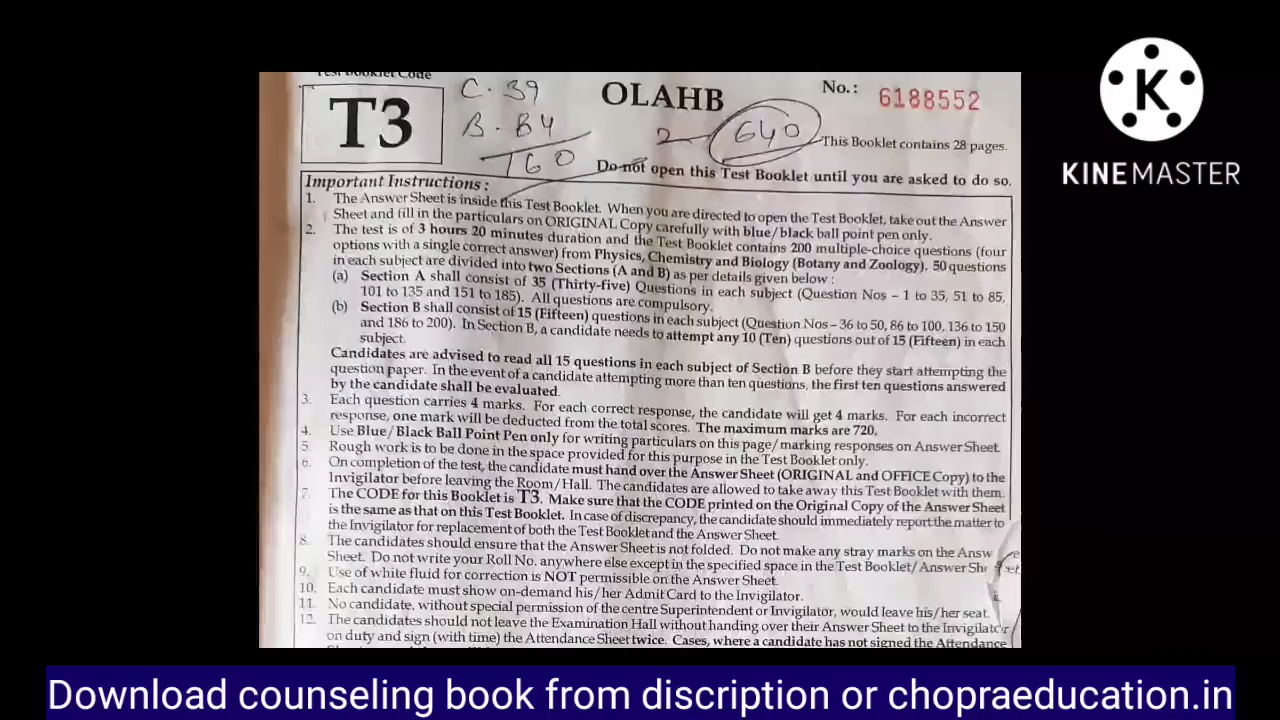 Test Booklet Code
T3
C. 39
B. B4
160
OLAHB
2 640
No.: 6188552
This Booklet contains 28 pages.
Do not open this Test Booklet until you are asked to do so.
Important Instructions :
1. The Answer Sheet is inside this Test Booklet. When you are directed to open the Test Booklet, take out the Answer
Sheet and fill in the particulars on ORIGINAL Copy carefully with blue/black ball point pen only.
2. The test is of 3 hours 20 minutes duration and the Test Booklet contains 200 multiple-choice questions (four
options with a single correct answer) from Physics, Chemistry and Biology (Botany and Zoology). 50 questions
in each subject are divided into two Sections (A and B) as per details given below :
(a) Section A shall consist of 35 (Thirty-five) Questions in each subject (Question Nos – 1 to 35, 51 to 85,
101 to 135 and 151 to 185). All questions are compulsory.
(b) Section B shall consist of 15 (Fifteen) questions in each subject (Question Nos – 36 to 50, 86 to 100, 136 to 150
and 186 to 200). In Section B, a candidate needs to attempt any 10 (Ten) questions out of 15 (Fifteen) in each
subject.
Candidates are advised to read all 15 questions in each subject of Section B before they start attempting the
question paper. In the event of a candidate attempting more than ten questions, the first ten questions answered
by the candidate shall be evaluated.
3. Each question carries 4 marks. For each correct response, the candidate will get 4 marks. For each incorrect
response, one mark will be deducted from the total scores. The maximum marks are 720.
4. Use Blue/Black Ball Point Pen only for writing particulars on this page/marking responses on Answer Sheet.
5. Rough work is to be done in the space provided for this purpose in the Test Booklet only.
6. On completion of the test, the candidate must hand over the Answer Sheet (ORIGINAL and OFFICE Copy) to the
Invigilator before leaving the Room/Hall. The candidates are allowed to take away this Test Booklet with them.
7. The CODE for this Booklet is T3. Make sure that the CODE printed on the Original Copy of the Answer Sheet
is the same as that on this Test Booklet. In case of discrepancy, the candidate should immediately report the matter to
the Invigilator for replacement of both the Test Booklet and the Answer Sheet.
8. The candidates should ensure that the Answer Sheet is not folded. Do not make any stray marks on the Answ
Sheet. Do not write your Roll No. anywhere else except in the specified space in the Test Booklet/Answer Sh
9. Use of white fluid for correction is NOT permissible on the Answer Sheet.
10. Each candidate must show on-demand his/her Admit Card to the Invigilator.
11. No candidate, without special permission of the centre Superintendent or Invigilator, would leave his/her seat.
12. The candidates should not leave the Examination Hall without handing over their Answer Sheet to the Invigilator
on duty and sign (with time) the Attendance Sheet twice. Cases, where a candidate has not signed the Attendance
K
KINEMASTER
Download counseling book from discription or chopraeducation.in